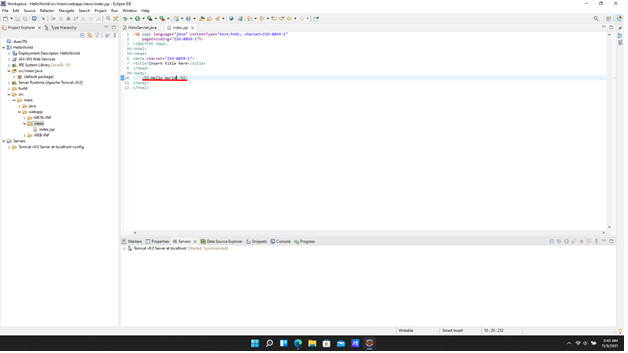 Workspace - HelloWorld/src/main/webapp/views/index.jsp - Eclipse IDE
File Edit Source Refactor Navigate Search Project Run Window Help
Project Explorer
Type Hierarchy
HelloServlet.java
index.jsp
HelloWorld
Deployment Descriptor: HelloWorld
JAX-WS Web Services
JRE System Library
src/main/java
(default package)
Server Runtime [Apache Tomcat v9.0]
build
src
main
java
webapp
META-INF
views
index.jsp
WEB-INF
Servers
Tomcat v9.0 Server at localhost-config
1 <%@ page language="java" contentType="text/html; charset=ISO-8859-1"
2 pageEncoding="ISO-8859-1"%>
3 <!DOCTYPE html>
4 <html>
5 <head>
6 <meta charset="ISO-8859-1">
7 <title>Insert title here</title>
8 </head>
9 <body>
10 Hello World
11 </body>
12 </html>
Markers Properties Servers Data Source Explorer Snippets Console Progress
Tomcat v9.0 Server at localhost [Started, Synchronized]
Writable
Smart Insert
10 : 20 : 232
9:45 AM
11/3/2021